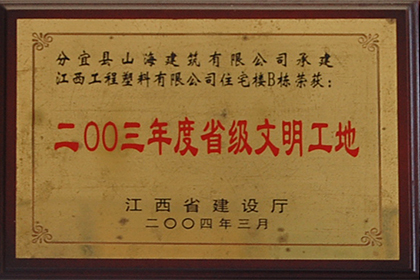 分宜县山海建筑有限公司承建
江西工程塑料有限公司住宅楼B栋荣获：
二〇〇三年度省级文明工地
江西省建设厅
二〇〇四年三月